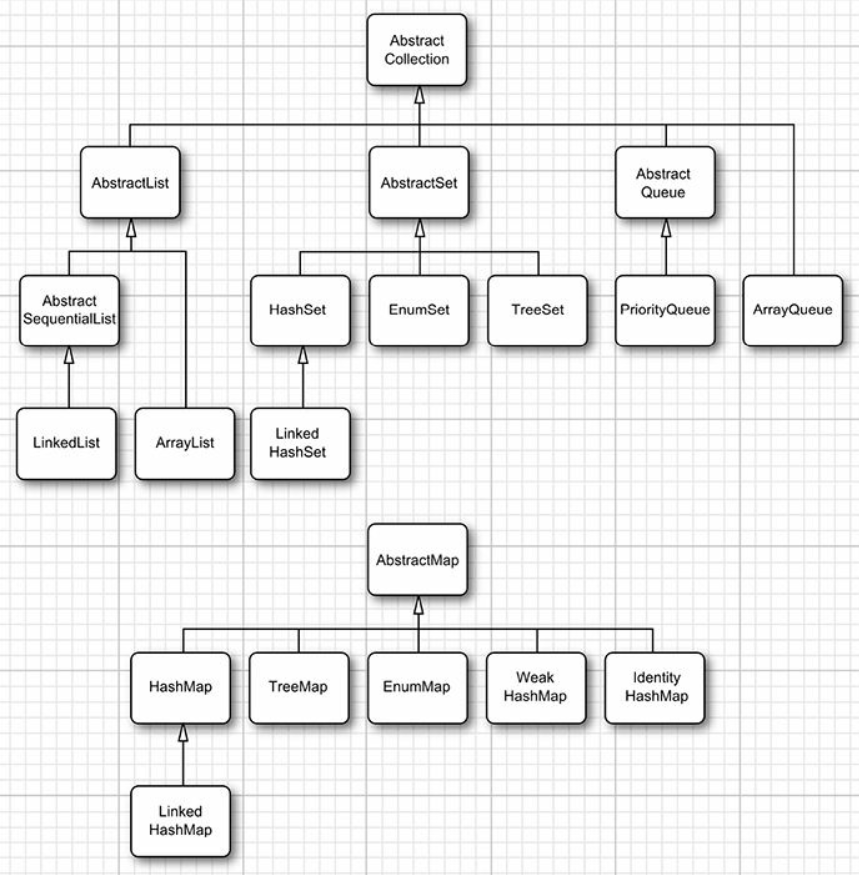 Abstract
Collection
AbstractList
AbstractSet
Abstract
Queue
Abstract
SequentialList
HashSet
EnumSet
TreeSet
PriorityQueue
ArrayQueue
LinkedList
ArrayList
Linked
HashSet
AbstractMap
HashMap
TreeMap
EnumMap
Weak
HashMap
Identity
HashMap
Linked
HashMap